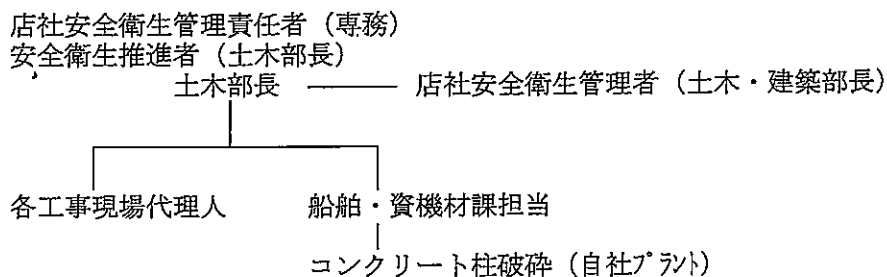 店社安全衛生管理責任者（専務）
安全衛生推進者（土木部長）
土木部長 店社安全衛生管理者（土木・建築部長）
各工事現場代理人 船舶・資機材課担当
コンクリート柱破砕（自社ﾌﾟﾗﾝﾄ）